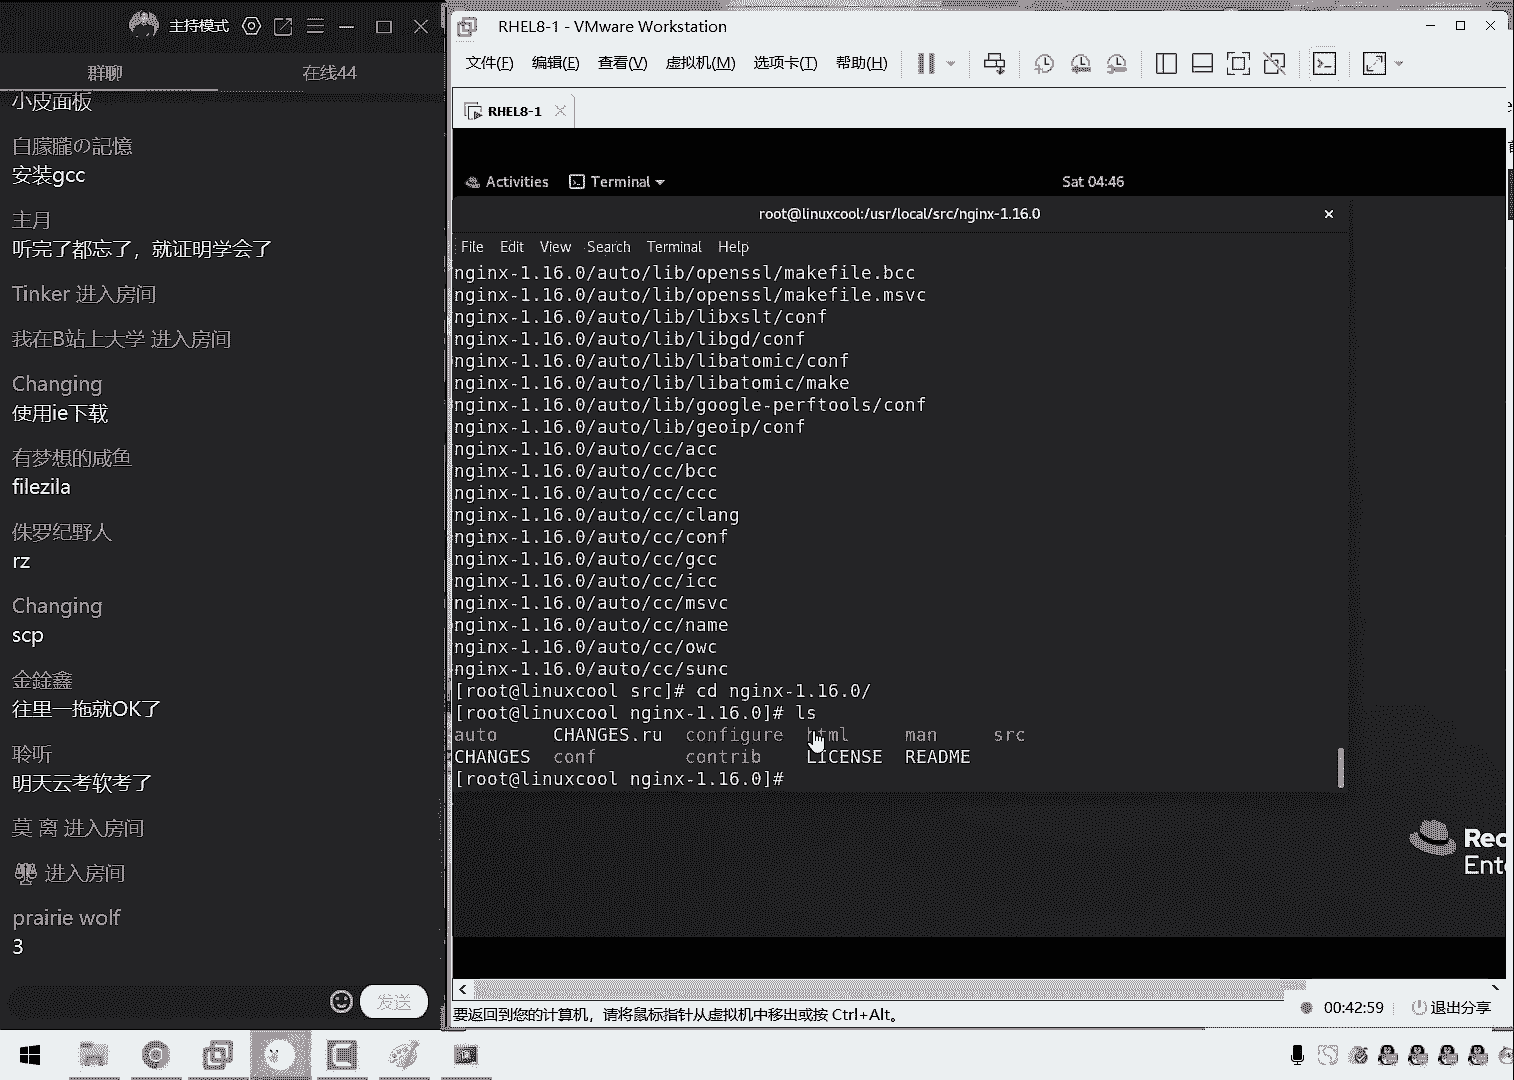 主持模式
群聊
在线44
小皮面板
白朦朧の記憶
安装gcc
主月
听完了都忘了，就证明学会了
Tinker 进入房间
我在B站上大学 进入房间
Changing
使用ie下载
有梦想的咸鱼
filezila
侏罗纪野人
rz
Changing
scp
金銓鑫
往里一拖就OK了
聆听
明天云考软考了
莫 离 进入房间
进入房间
prairie wolf
3
发送
RHEL8-1 - VMware Workstation
文件(F) 编辑(E) 查看(V) 虚拟机(M) 选项卡(T) 帮助(H)
RHEL8-1
Activities Terminal Sat 04:46
root@linuxcool:/usr/local/src/nginx-1.16.0
File Edit View Search Terminal Help
nginx-1.16.0/auto/lib/openssl/makefile.bcc
nginx-1.16.0/auto/lib/openssl/makefile.msvc
nginx-1.16.0/auto/lib/libxslt/conf
nginx-1.16.0/auto/lib/libgd/conf
nginx-1.16.0/auto/lib/libatomic/conf
nginx-1.16.0/auto/lib/libatomic/make
nginx-1.16.0/auto/lib/google-perftools/conf
nginx-1.16.0/auto/lib/geoip/conf
nginx-1.16.0/auto/cc/acc
nginx-1.16.0/auto/cc/bcc
nginx-1.16.0/auto/cc/ccc
nginx-1.16.0/auto/cc/clang
nginx-1.16.0/auto/cc/conf
nginx-1.16.0/auto/cc/gcc
nginx-1.16.0/auto/cc/icc
nginx-1.16.0/auto/cc/msvc
nginx-1.16.0/auto/cc/name
nginx-1.16.0/auto/cc/owc
nginx-1.16.0/auto/cc/sunc
[root@linuxcool src]# cd nginx-1.16.0/
[root@linuxcool nginx-1.16.0]# ls
auto CHANGES.ru configure html man src
CHANGES conf contrib LICENSE README
[root@linuxcool nginx-1.16.0]#
Rec
Ente
00:42:59 退出分享
要返回到您的计算机，请将鼠标指针从虚拟机中移出或按 Ctrl+Alt。